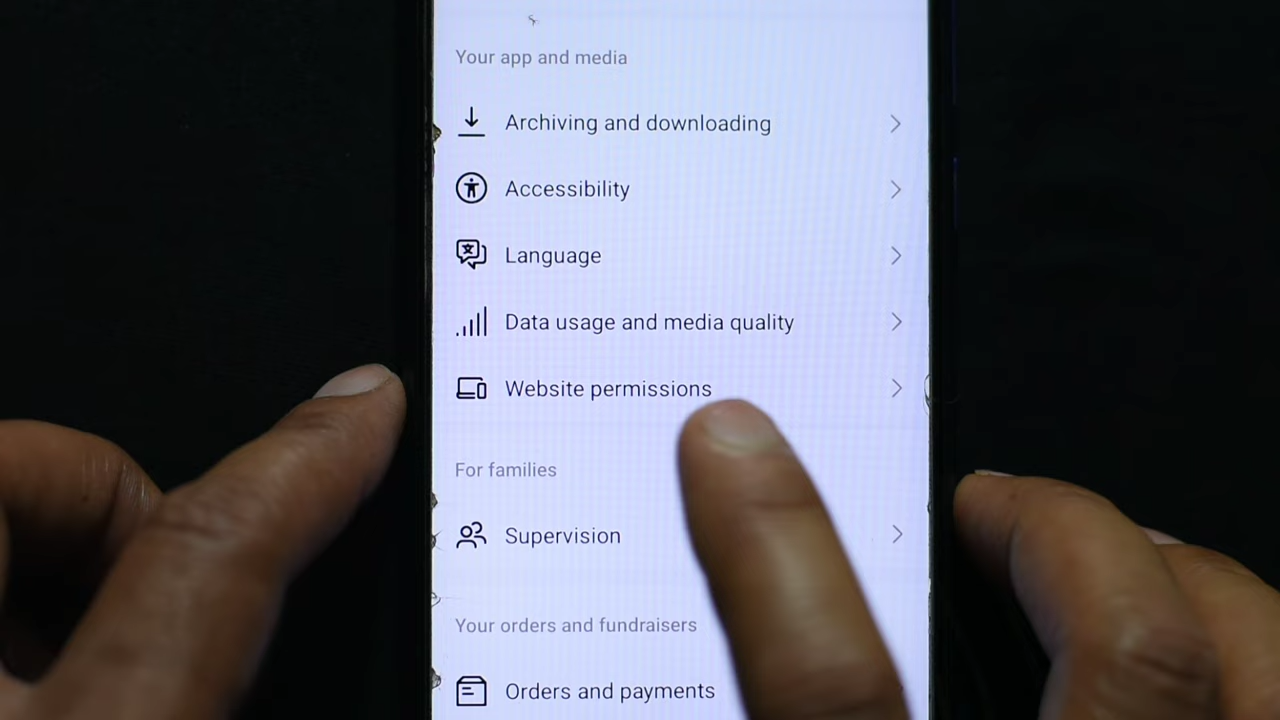 Your app and media
Archiving and downloading
Accessibility
Language
Data usage and media quality
Website permissions
For families
Supervision
Your orders and fundraisers
Orders and payments